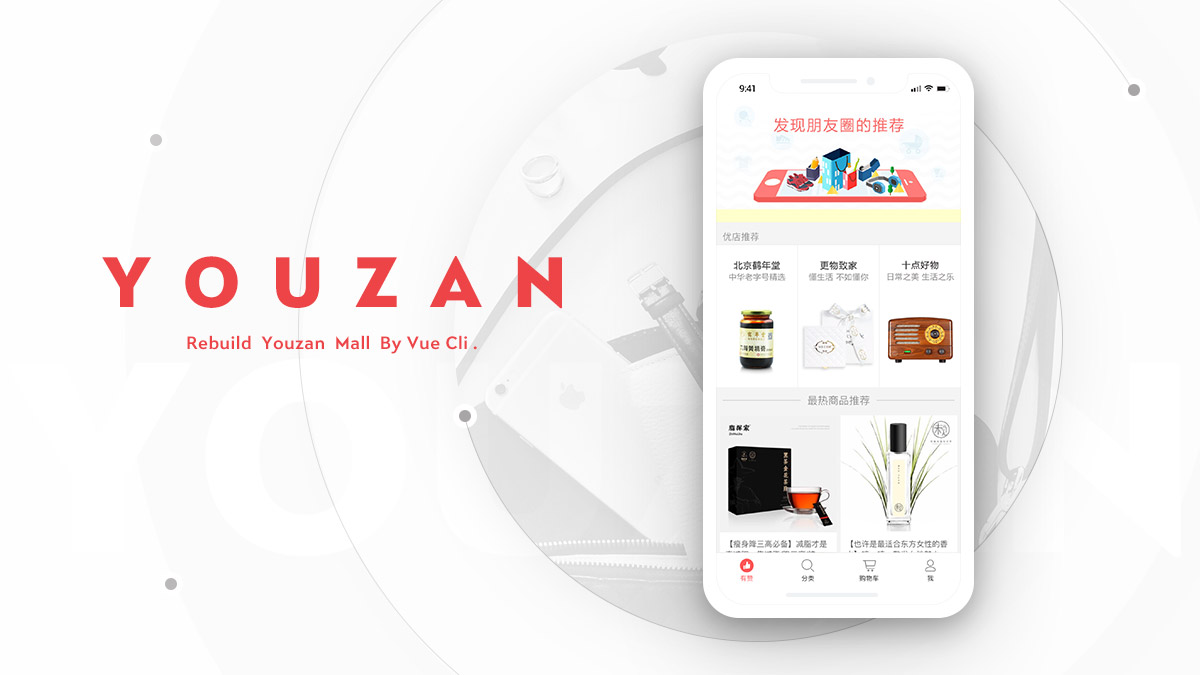 YOUZAN
Rebuild Youzan Mall By Vue Cli .
9:41
发现朋友圈的推荐
优店推荐
北京鹤年堂
中华老字号精选
更物致家
懂生活 不如懂你
十点好物
日常之美 生活之乐
最热商品推荐
【瘦身降三高必备】减脂才是
【也许是最适合东方女性的香
有赞
分类
购物车
我